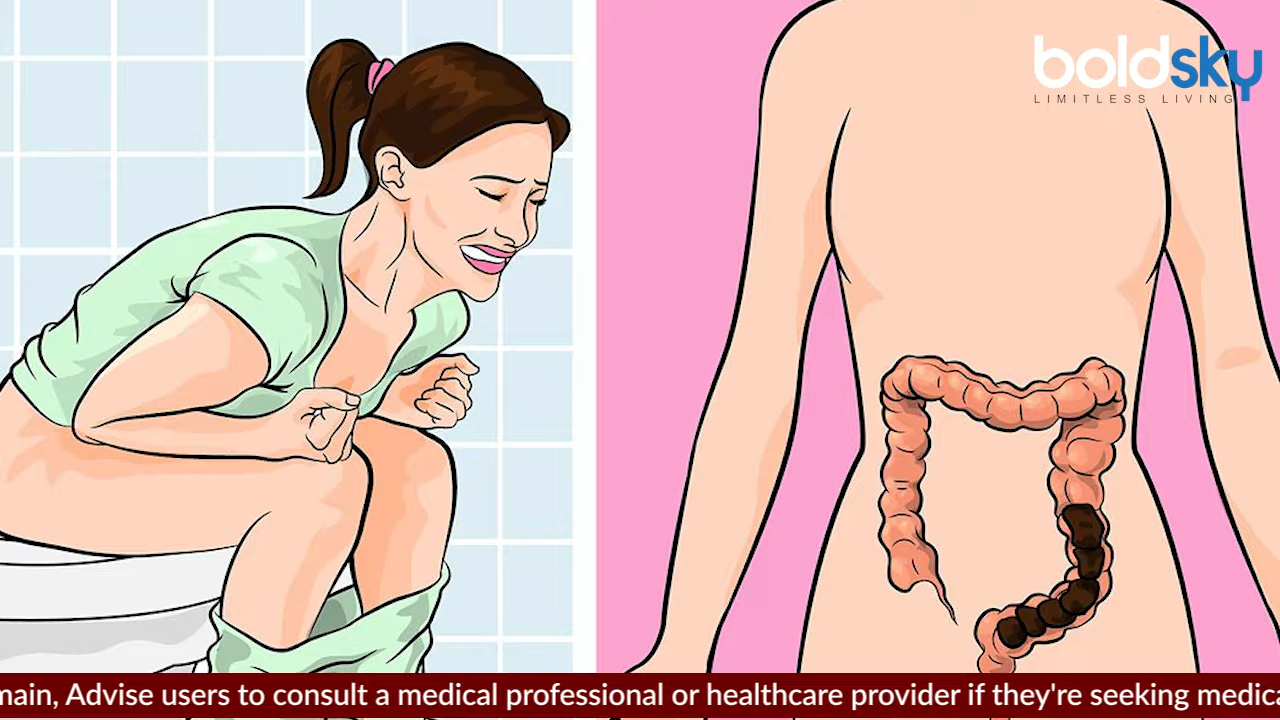 boldsky
LIMITLESS LIVING
main, Advise users to consult a medical professional or healthcare provider if they're seeking medica